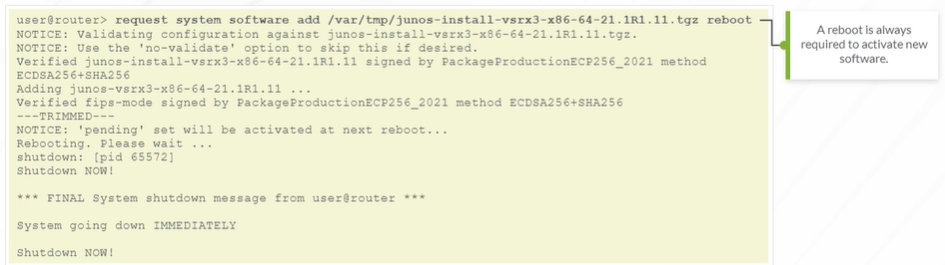 user@router> request system software add /var/tmp/junos-install-vsrx3-x86-64-21.1R1.11.tgz reboot
NOTICE: Validating configuration against junos-install-vsrx3-x86-64-21.1R1.11.tgz.
NOTICE: Use the 'no-validate' option to skip this if desired.
Verified junos-install-vsrx3-x86-64-21.1R1.11 signed by PackageProductionECP256_2021 method
ECDSA256+SHA256
Adding junos-vsrx3-x86-64-21.1R1.11 ...
Verified fips-mode signed by PackageProductionECP256_2021 method ECDSA256+SHA256
---TRIMMED---
NOTICE: 'pending' set will be activated at next reboot...
Rebooting. Please wait ...
shutdown: [pid 65572]
Shutdown NOW!
*** FINAL System shutdown message from user@router ***
System going down IMMEDIATELY
Shutdown NOW!
A reboot is always
required to activate new
software.